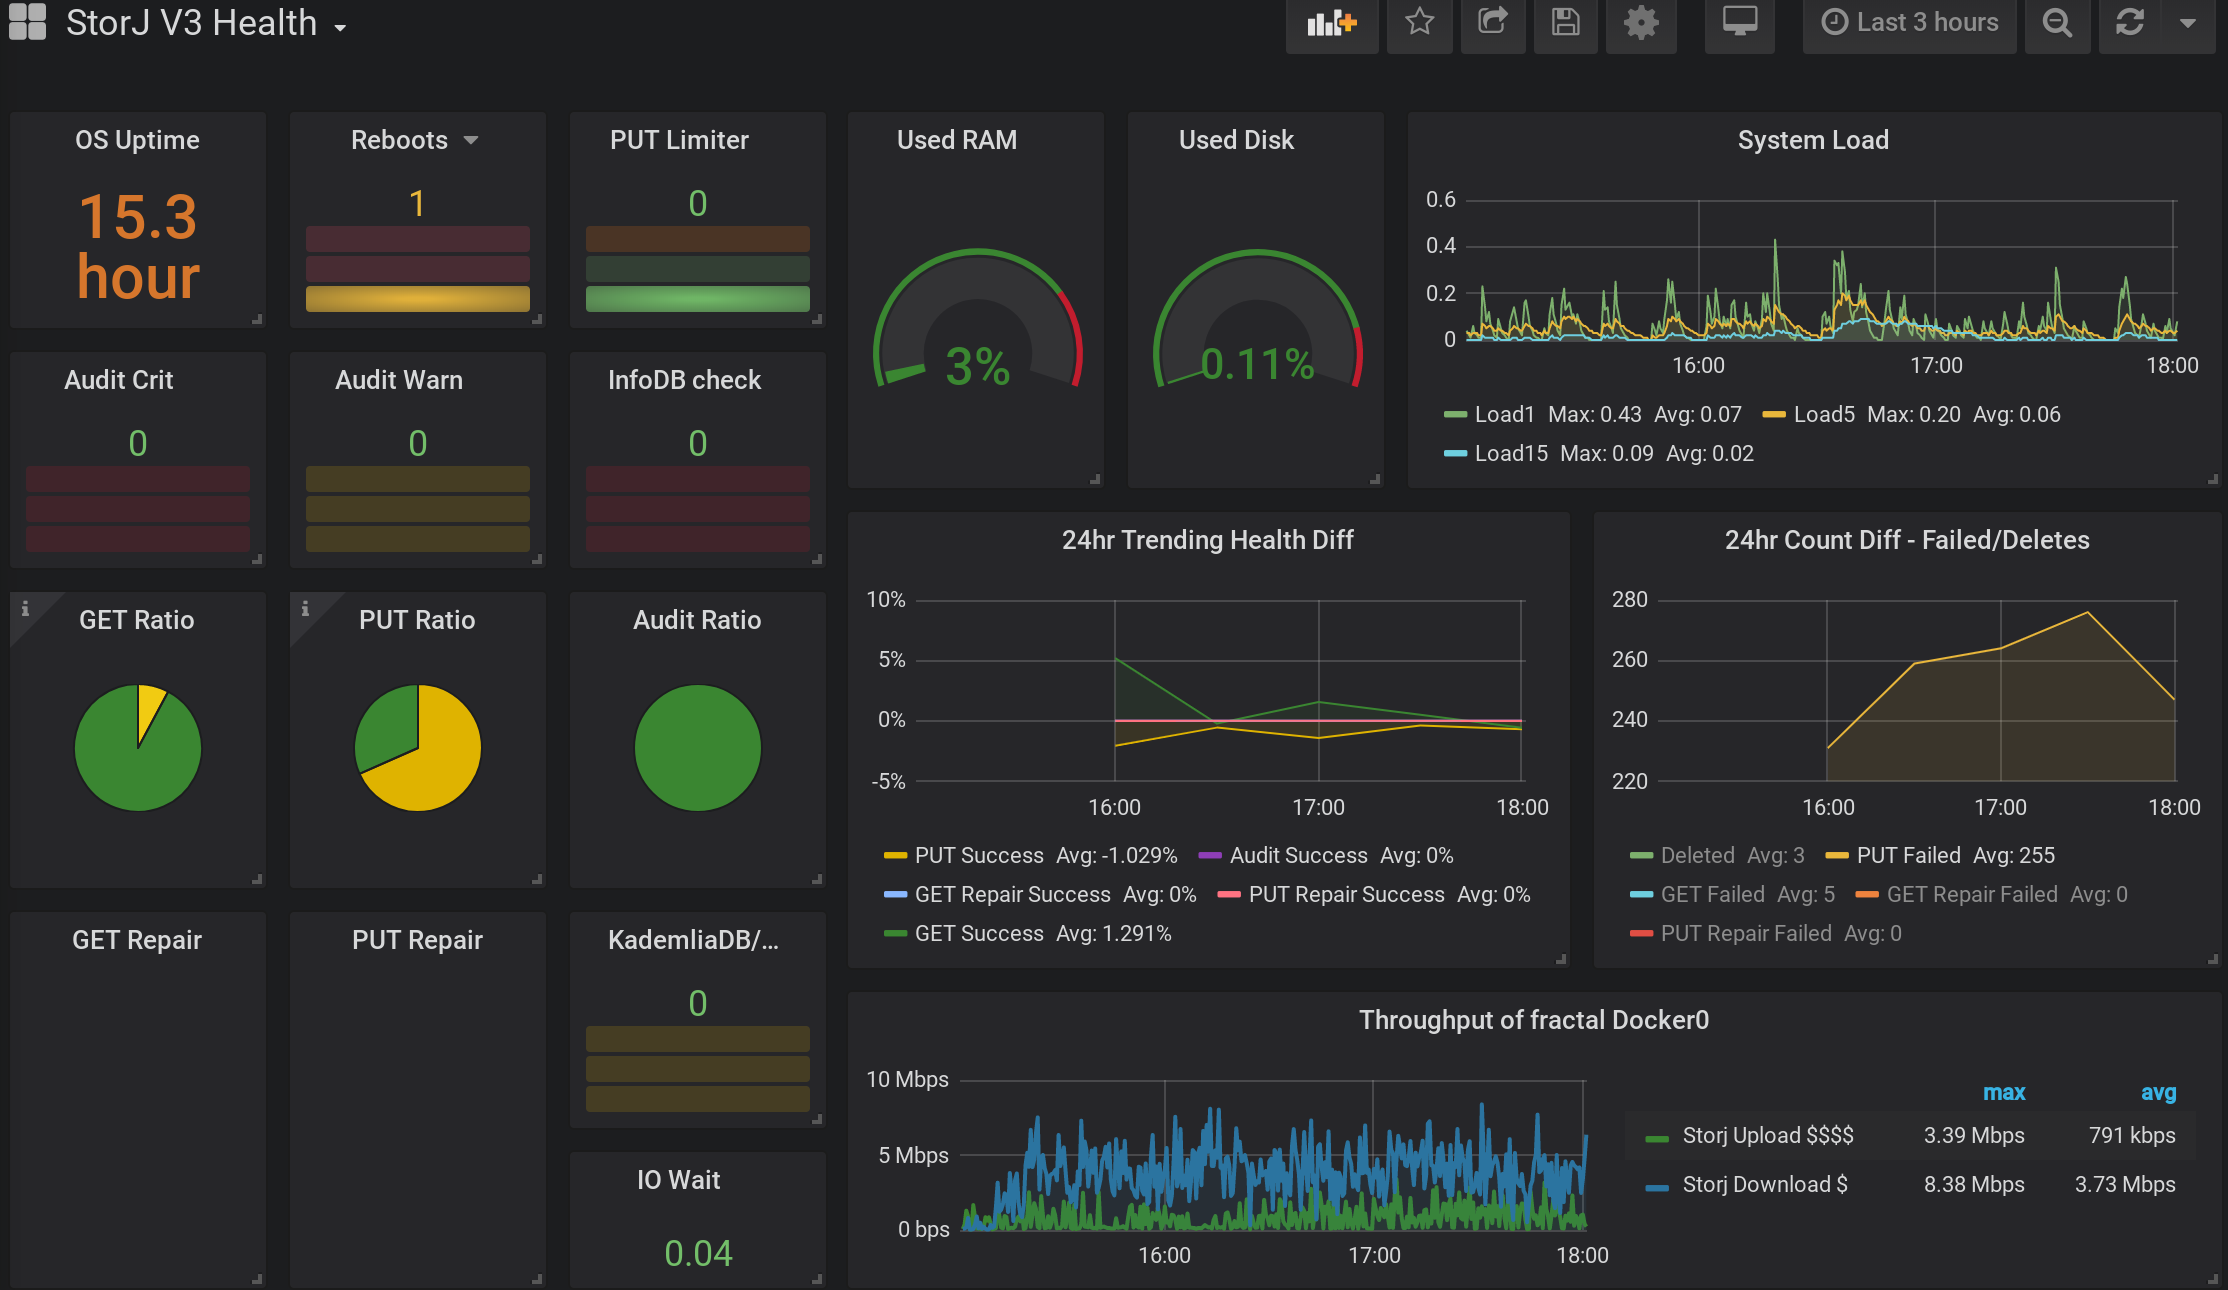 StorJ V3 Health
Last 3 hours
OS Uptime
15.3
hour
Reboots
1
PUT Limiter
0
Used RAM
3%
Used Disk
0.11%
System Load
0.6
0.4
0.2
0
16:00 17:00 18:00
Load1 Max: 0.43 Avg: 0.07 Load5 Max: 0.20 Avg: 0.06
Load15 Max: 0.09 Avg: 0.02
Audit Crit
0
Audit Warn
0
InfoDB check
0
24hr Trending Health Diff
10%
5%
0%
-5%
16:00 17:00 18:00
PUT Success Avg: -1.029% Audit Success Avg: 0%
GET Repair Success Avg: 0% PUT Repair Success Avg: 0%
GET Success Avg: 1.291%
24hr Count Diff - Failed/Deletes
280
260
240
220
16:00 17:00 18:00
Deleted Avg: 3 PUT Failed Avg: 255
GET Failed Avg: 5 GET Repair Failed Avg: 0
PUT Repair Failed Avg: 0
i
GET Ratio
i
PUT Ratio
Audit Ratio
GET Repair
PUT Repair
KademliaDB/...
0
IO Wait
0.04
Throughput of fractal Docker0
10 Mbps
5 Mbps
0 bps
16:00 17:00 18:00
max avg
Storj Upload $$$$ 3.39 Mbps 791 kbps
Storj Download $ 8.38 Mbps 3.73 Mbps